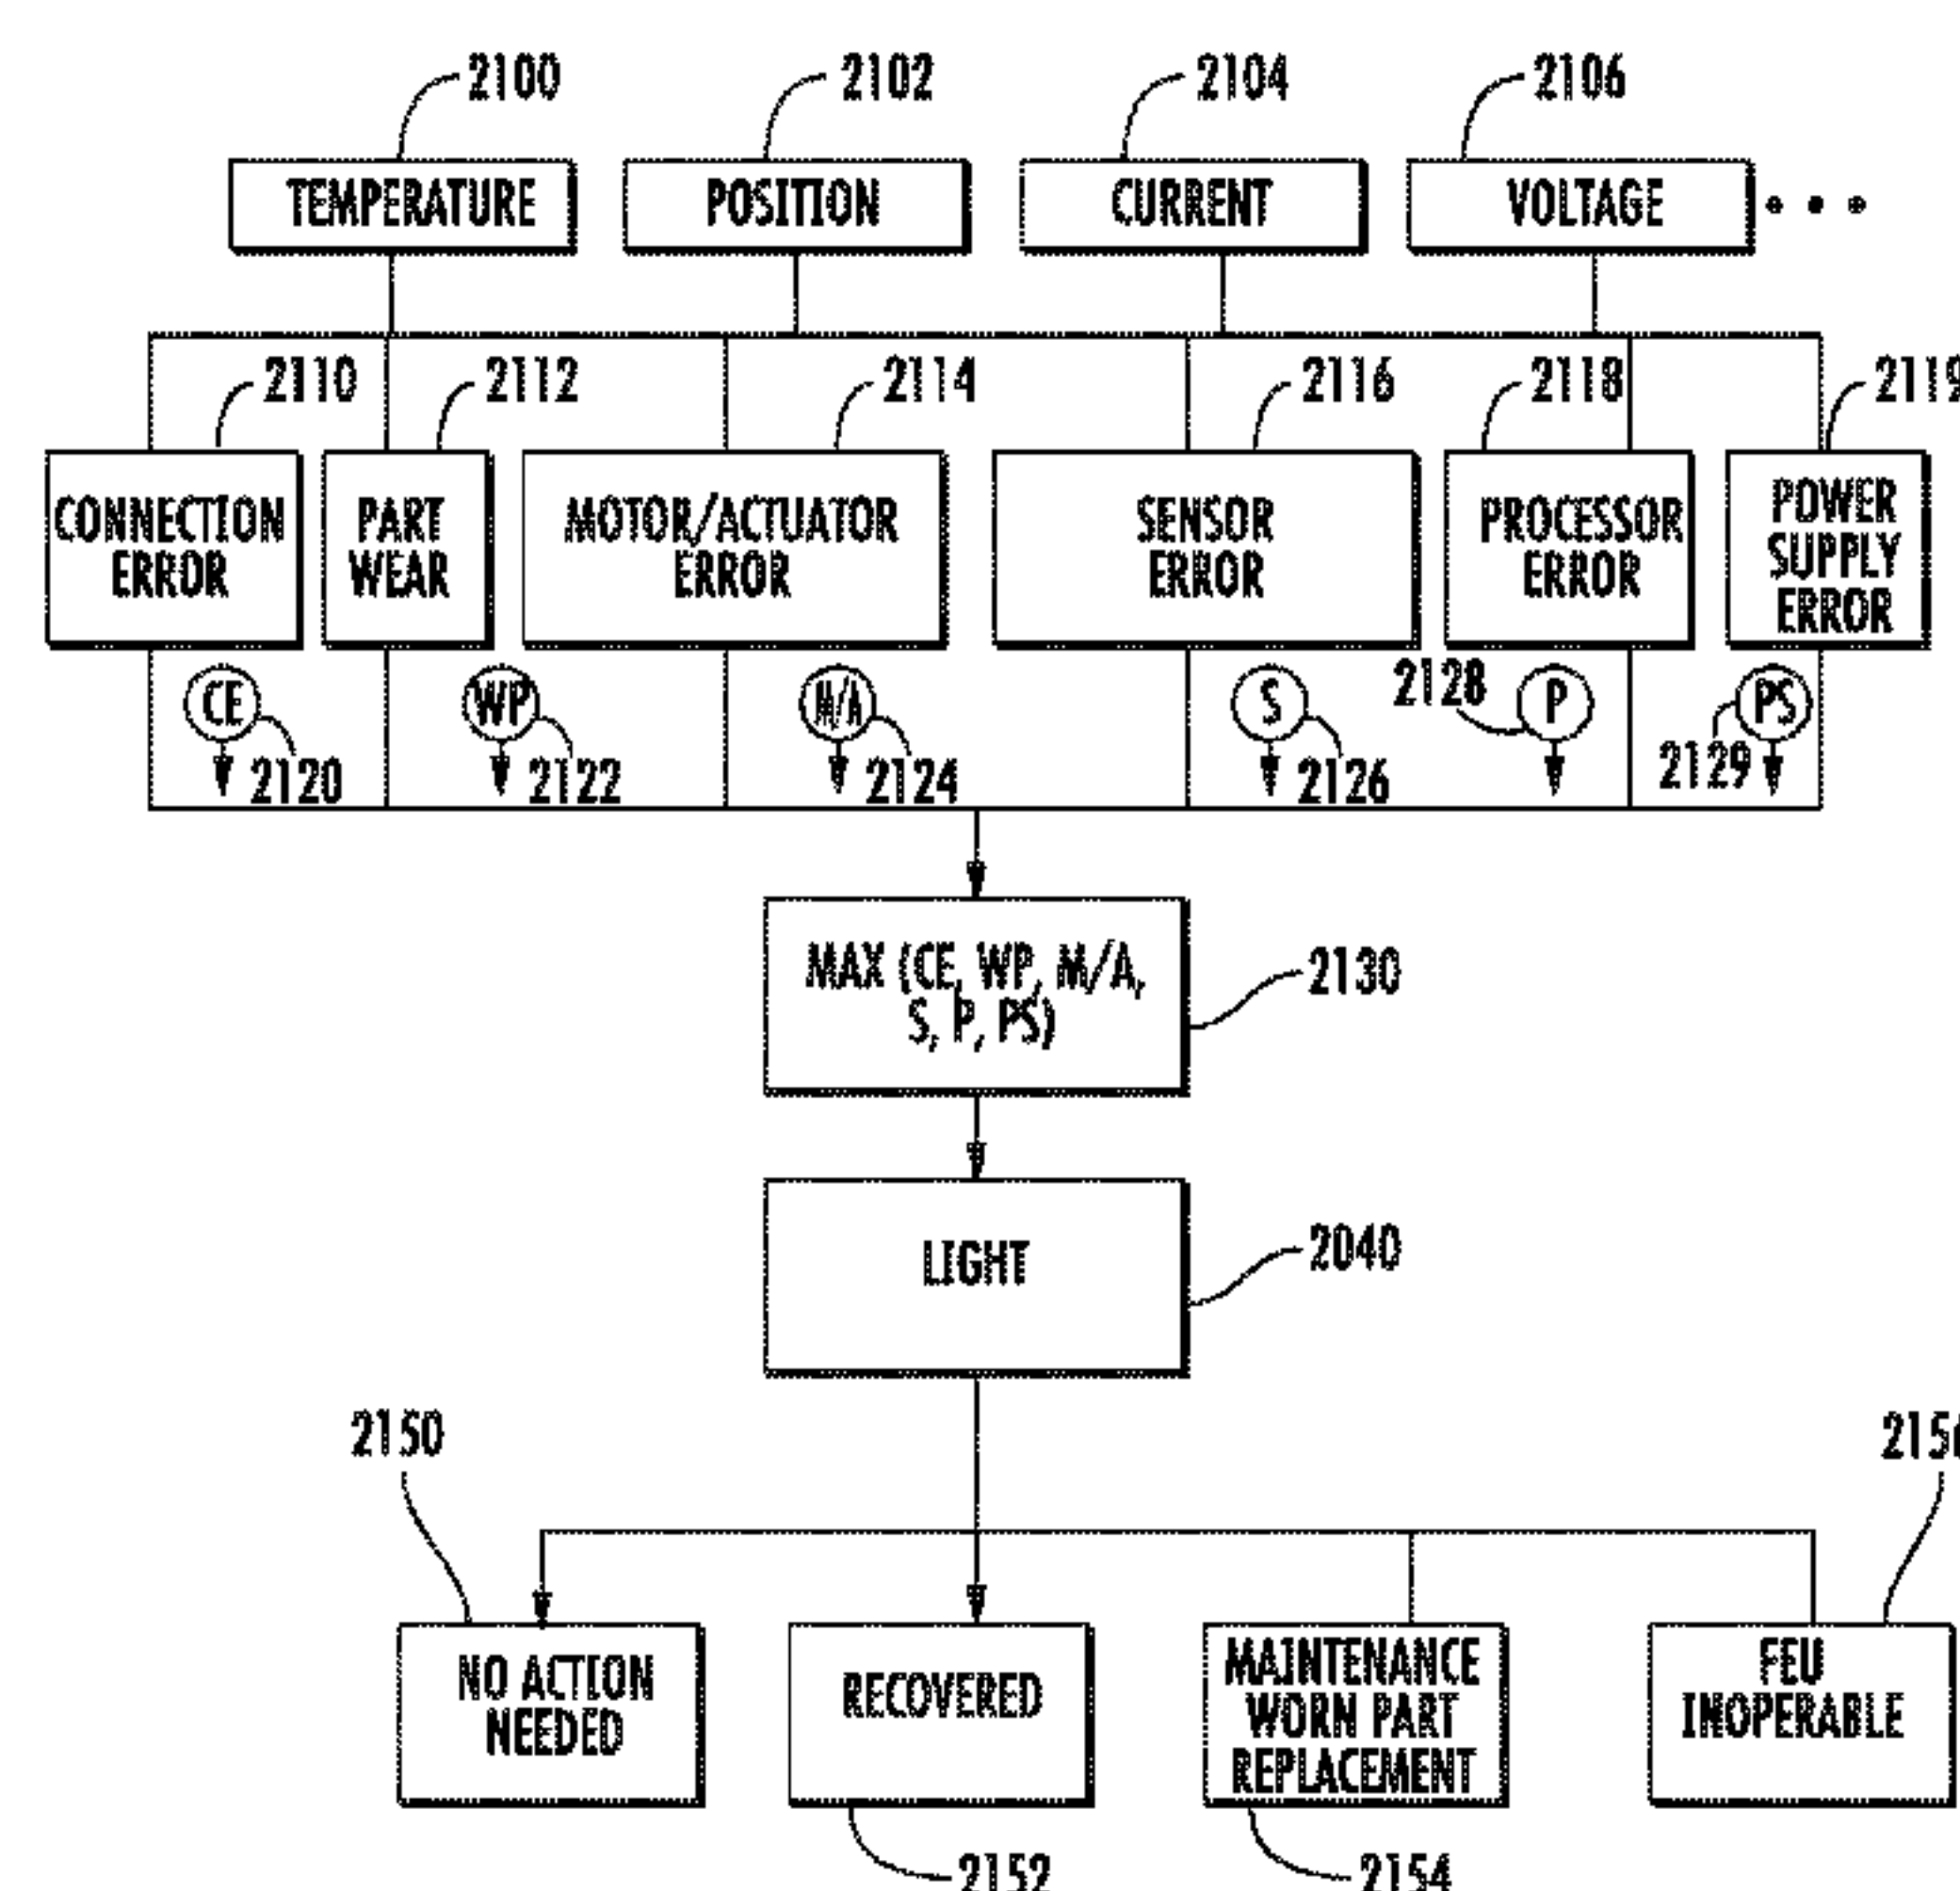 2100 2102 2104 2106
TEMPERATURE POSITION CURRENT VOLTAGE
2110 2112 2114 2116 2118 2119
CONNECTION
ERROR
PART
WEAR
MOTOR/ACTUATOR
ERROR
SENSOR
ERROR
PROCESSOR
ERROR
POWER
SUPPLY
ERROR
CE WP M/A S 2128 P PS
2120 2122 2124 2126 2129
MAX (CE, WP, M/A,
S, P, PS)
2130
LIGHT
2040
2150
NO ACTION
NEEDED
RECOVERED
MAINTENANCE
WORN PART
REPLACEMENT
FEU
INOPERABLE
2152 2154